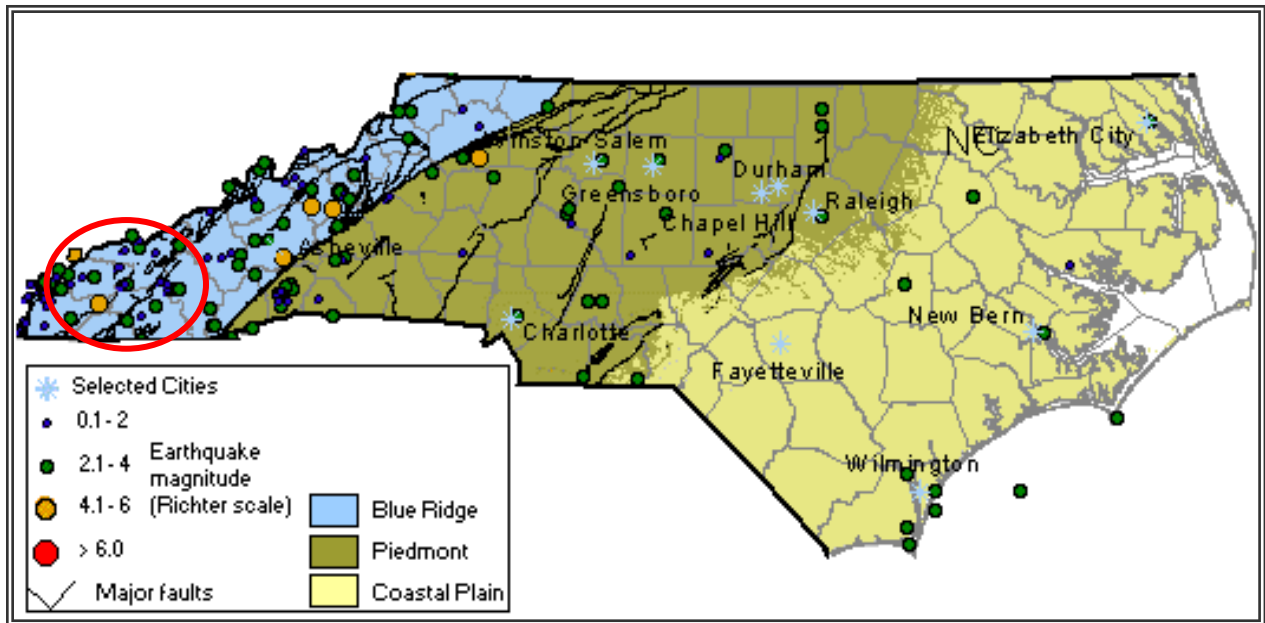 Winston-Salem
NC
Elizabeth City
Durham
Greensboro
Raleigh
Chapel Hill
Asheville
New Bern
Charlotte
Fayetteville
Wilmington
Selected Cities
0.1 - 2
2.1 - 4
Earthquake
magnitude
4.1 - 6 (Richter scale)
> 6.0
Major faults
Blue Ridge
Piedmont
Coastal Plain